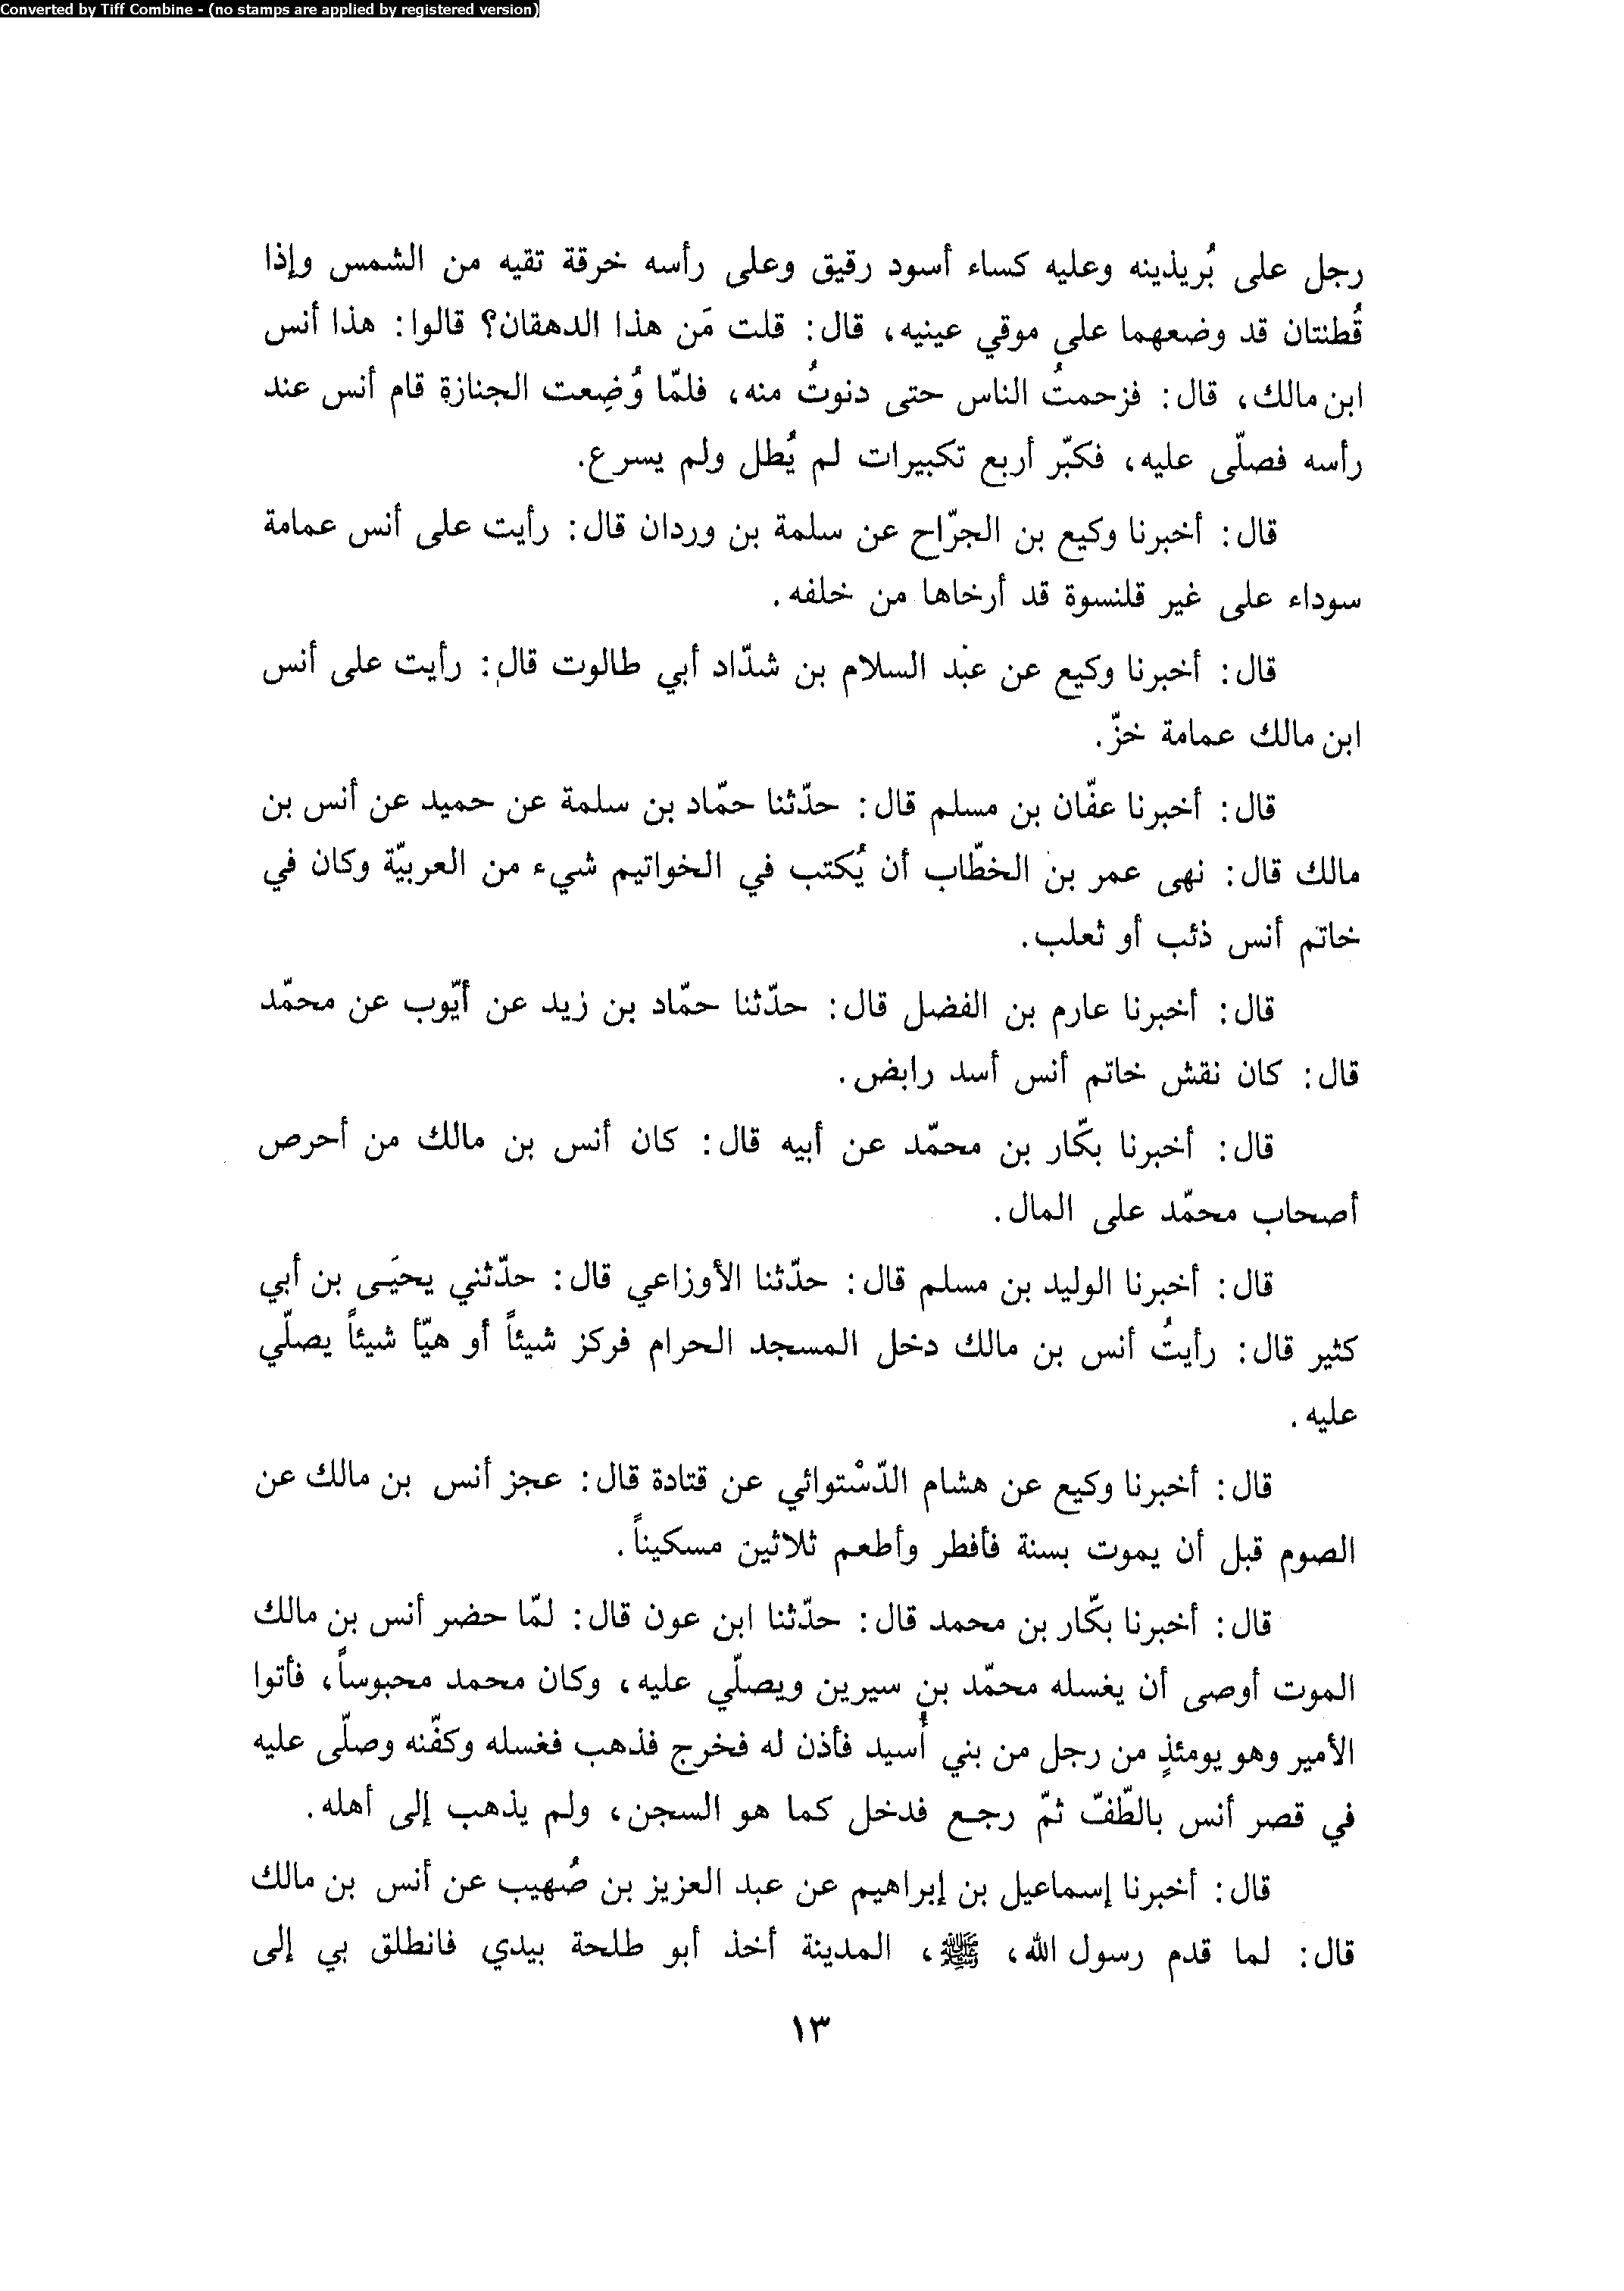 Converted by Tiff Combine - (no stamps are applied by registered version)
رجل على بُريذينه وعليه كساء أسود رقيق وعلى رأسه خرقة تقيه من الشمس وإذا
قُطنتان قد وضعهما على موقي عينيه، قال: قلت مَن هذا الدهقان؟ قالوا: هذا أنس
ابن مالك، قال: فزحمتُ الناس حتى دنوتُ منه، فلمّا وُضِعت الجنازة قام أنس عند
رأسه فصلّى عليه، فكبّر أربع تكبيرات لم يُطل ولم يسرع.
قال: أخبرنا وكيع بن الجرّاح عن سلمة بن وردان قال: رأيت على أنس عمامة
سوداء على غير قلنسوة قد أرخاها من خلفه.
قال: أخبرنا وكيع عن عبد السلام بن شدّاد أبي طالوت قال: رأيت على أنس
ابن مالك عمامة خزّ.
قال: أخبرنا عفّان بن مسلم قال: حدّثنا حمّاد بن سلمة عن حميد عن أنس بن
مالك قال: نهى عمر بن الخطّاب أن يُكتب في الخواتيم شيء من العربيّة وكان في
خاتم أنس ذئب أو ثعلب.
قال: أخبرنا عارم بن الفضل قال: حدّثنا حمّاد بن زيد عن أيّوب عن محمّد
قال: كان نقش خاتم أنس أسد رابض.
قال: أخبرنا بكّار بن محمّد عن أبيه قال: كان أنس بن مالك من أحرص
أصحاب محمّد على المال.
قال: أخبرنا الوليد بن مسلم قال: حدّثنا الأوزاعي قال: حدّثني يحيَى بن أبي
كثير قال: رأيتُ أنس بن مالك دخل المسجد الحرام فركز شيئاً أو هيّأ شيئاً يصلّي
عليه.
قال: أخبرنا وكيع عن هشام الدّسْتوائي عن قتادة قال: عجز أنس بن مالك عن
الصوم قبل أن يموت بسنة فأفطر وأطعم ثلاثين مسكيناً.
قال: أخبرنا بكّار بن محمد قال: حدّثنا ابن عون قال: لمّا حضر أنس بن مالك
الموت أوصى أن يغسله محمّد بن سيرين ويصلّي عليه، وكان محمد محبوساً، فأتوا
الأمير وهو يومئذٍ من رجل من بني أُسيد فأذن له فخرج فذهب فغسله وكفّنه وصلّى عليه
في قصر أنس بالطّفّ ثمّ رجع فدخل كما هو السجن، ولم يذهب إلى أهله.
قال: أخبرنا إسماعيل بن إبراهيم عن عبد العزيز بن صُهيب عن أنس بن مالك
قال: لما قدم رسول الله، ﷺ، المدينة أخذ أبو طلحة بيدي فانطلق بي إلى
١٣